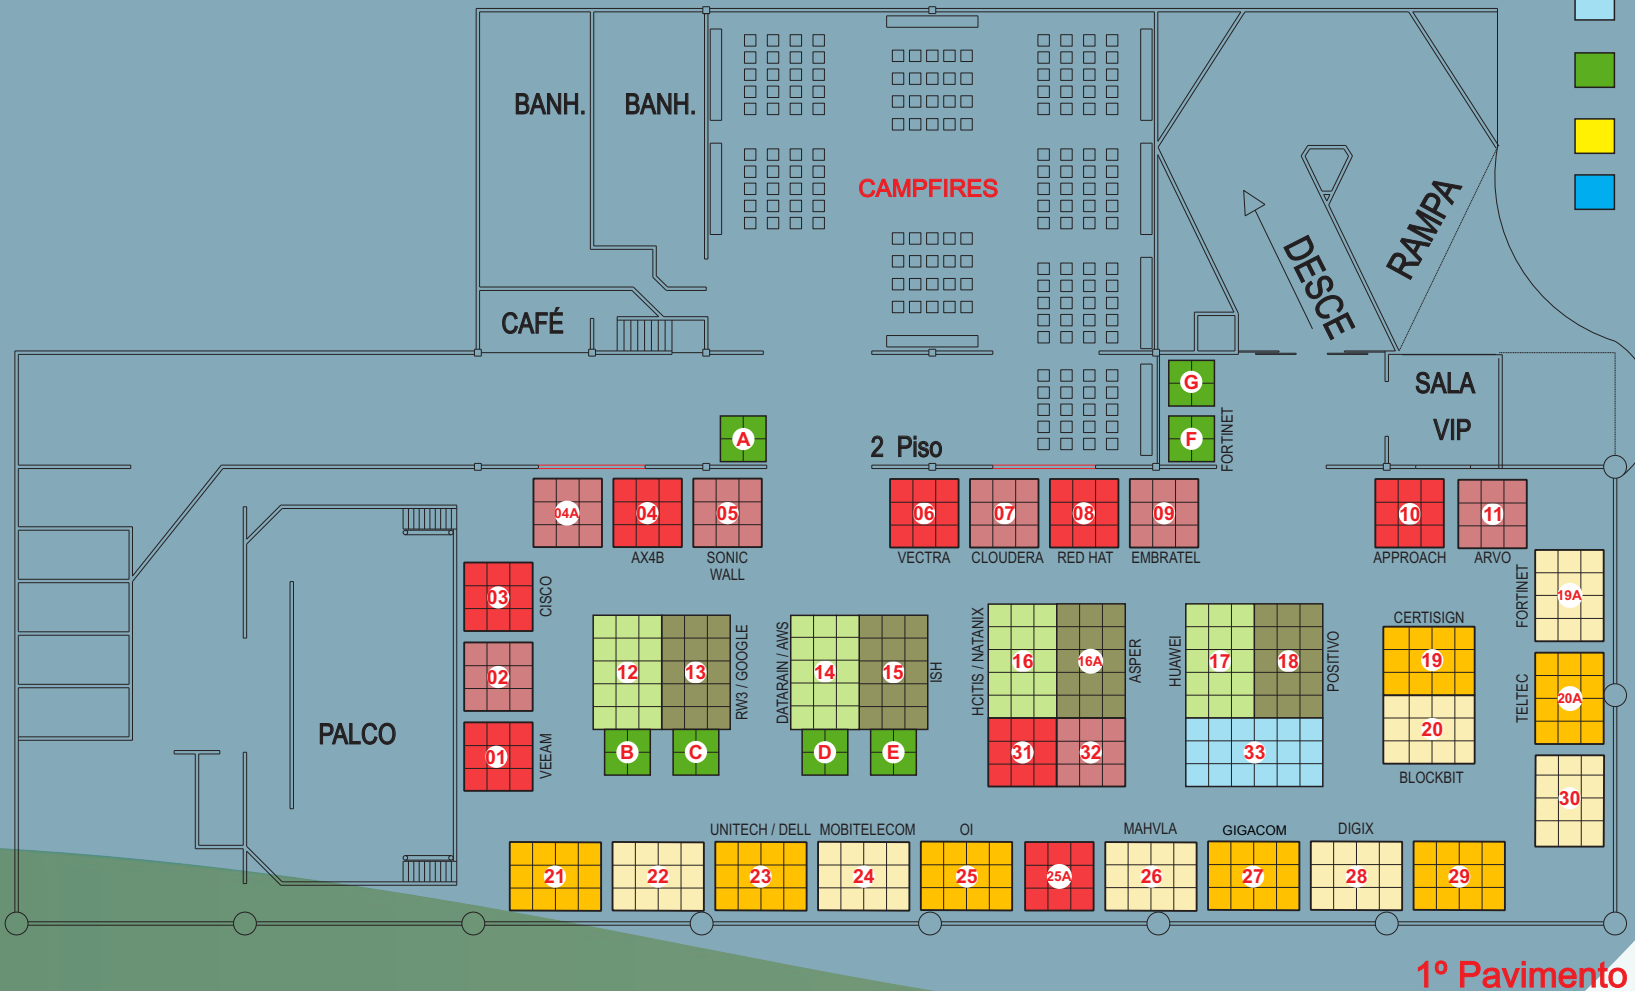 BANH.
BANH.
CAMPFIRES
RAMPA
DESCE
CAFÉ
SALA
VIP
G
F
FORTINET
A
2 Piso
04A
04
05
06
07
08
09
10
11
AX4B
SONIC
WALL
VECTRA
CLOUDERA
RED HAT
EMBRATEL
APPROACH
ARVO
03
CISCO
02
01
VEEAM
PALCO
12
13
RW3 / GOOGLE
B
C
DATARAIN / AWS
14
15
ISH
D
E
HCITIS / NATANIX
16
16A
ASPER
31
32
HUAWEI
17
18
POSITIVO
33
CERTISIGN
19
20
BLOCKBIT
FORTINET
19A
TELTEC
20A
30
UNITECH / DELL
MOBITELECOM
OI
MAHVLA
GIGACOM
DIGIX
21
22
23
24
25
25A
26
27
28
29
1º Pavimento